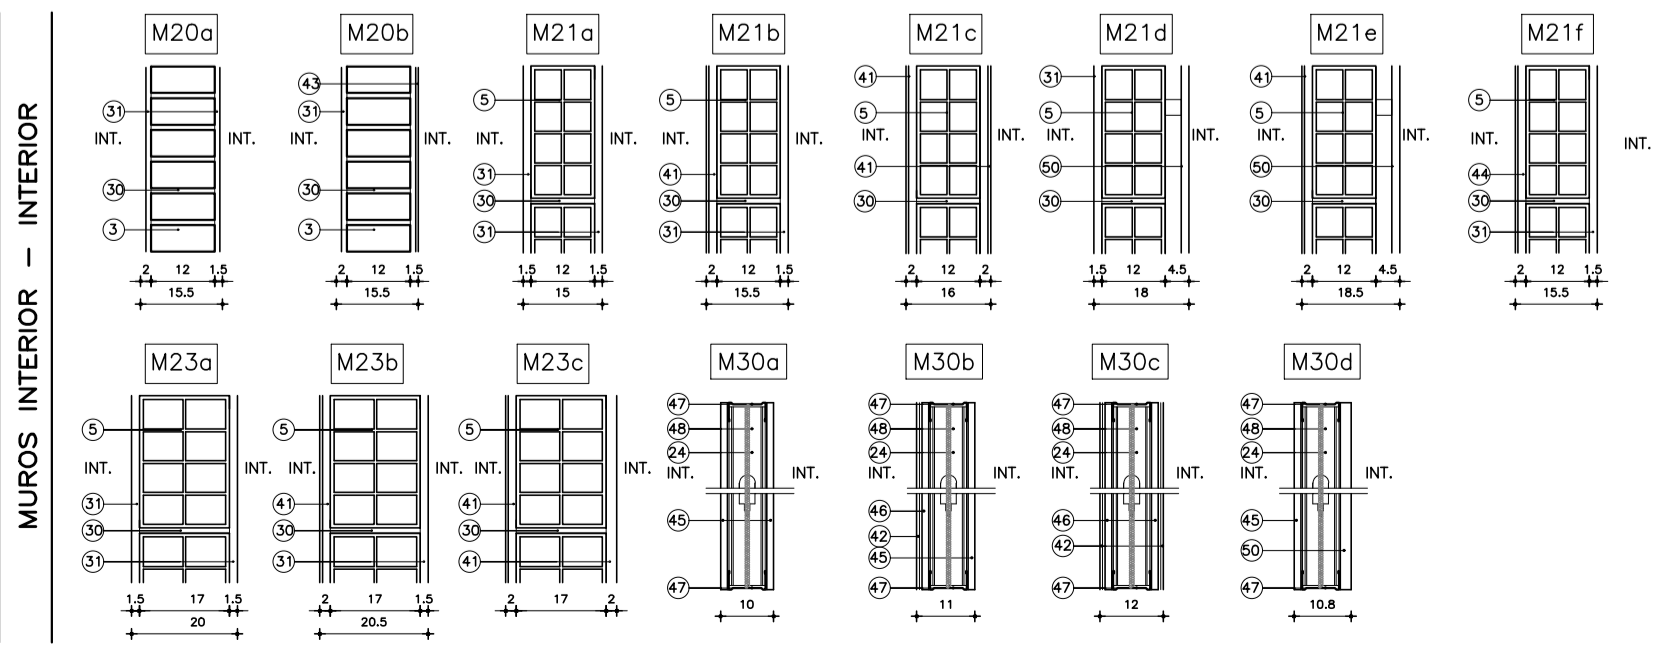 MUROS INTERIOR – INTERIOR
M20a
31
INT.
INT.
30
3
2 12 1.5
15.5
M20b
43
31
INT.
INT.
30
3
2 12 1.5
15.5
M21a
5
INT.
INT.
31
30
31
1.5 12 1.5
15
M21b
5
INT.
INT.
41
30
31
2 12 1.5
15.5
M21c
41
5
INT.
INT.
41
30
2 12 2
16
M21d
31
5
INT.
INT.
50
30
1.5 12 4.5
18
M21e
41
5
INT.
INT.
50
30
2 12 4.5
18.5
M21f
5
INT.
INT.
44
30
31
2 12 1.5
15.5
M23a
5
INT.
INT.
31
30
31
1.5 17 1.5
20
M23b
5
INT.
INT.
41
30
31
2 17 1.5
20.5
M23c
5
INT.
INT.
41
30
41
2 17 2
M30a
47
48
24
INT.
INT.
45
47
10
M30b
47
48
24
INT.
INT.
46
42
45
47
11
M30c
47
48
24
INT.
INT.
46
42
47
12
M30d
47
48
24
INT.
INT.
45
50
47
10.8